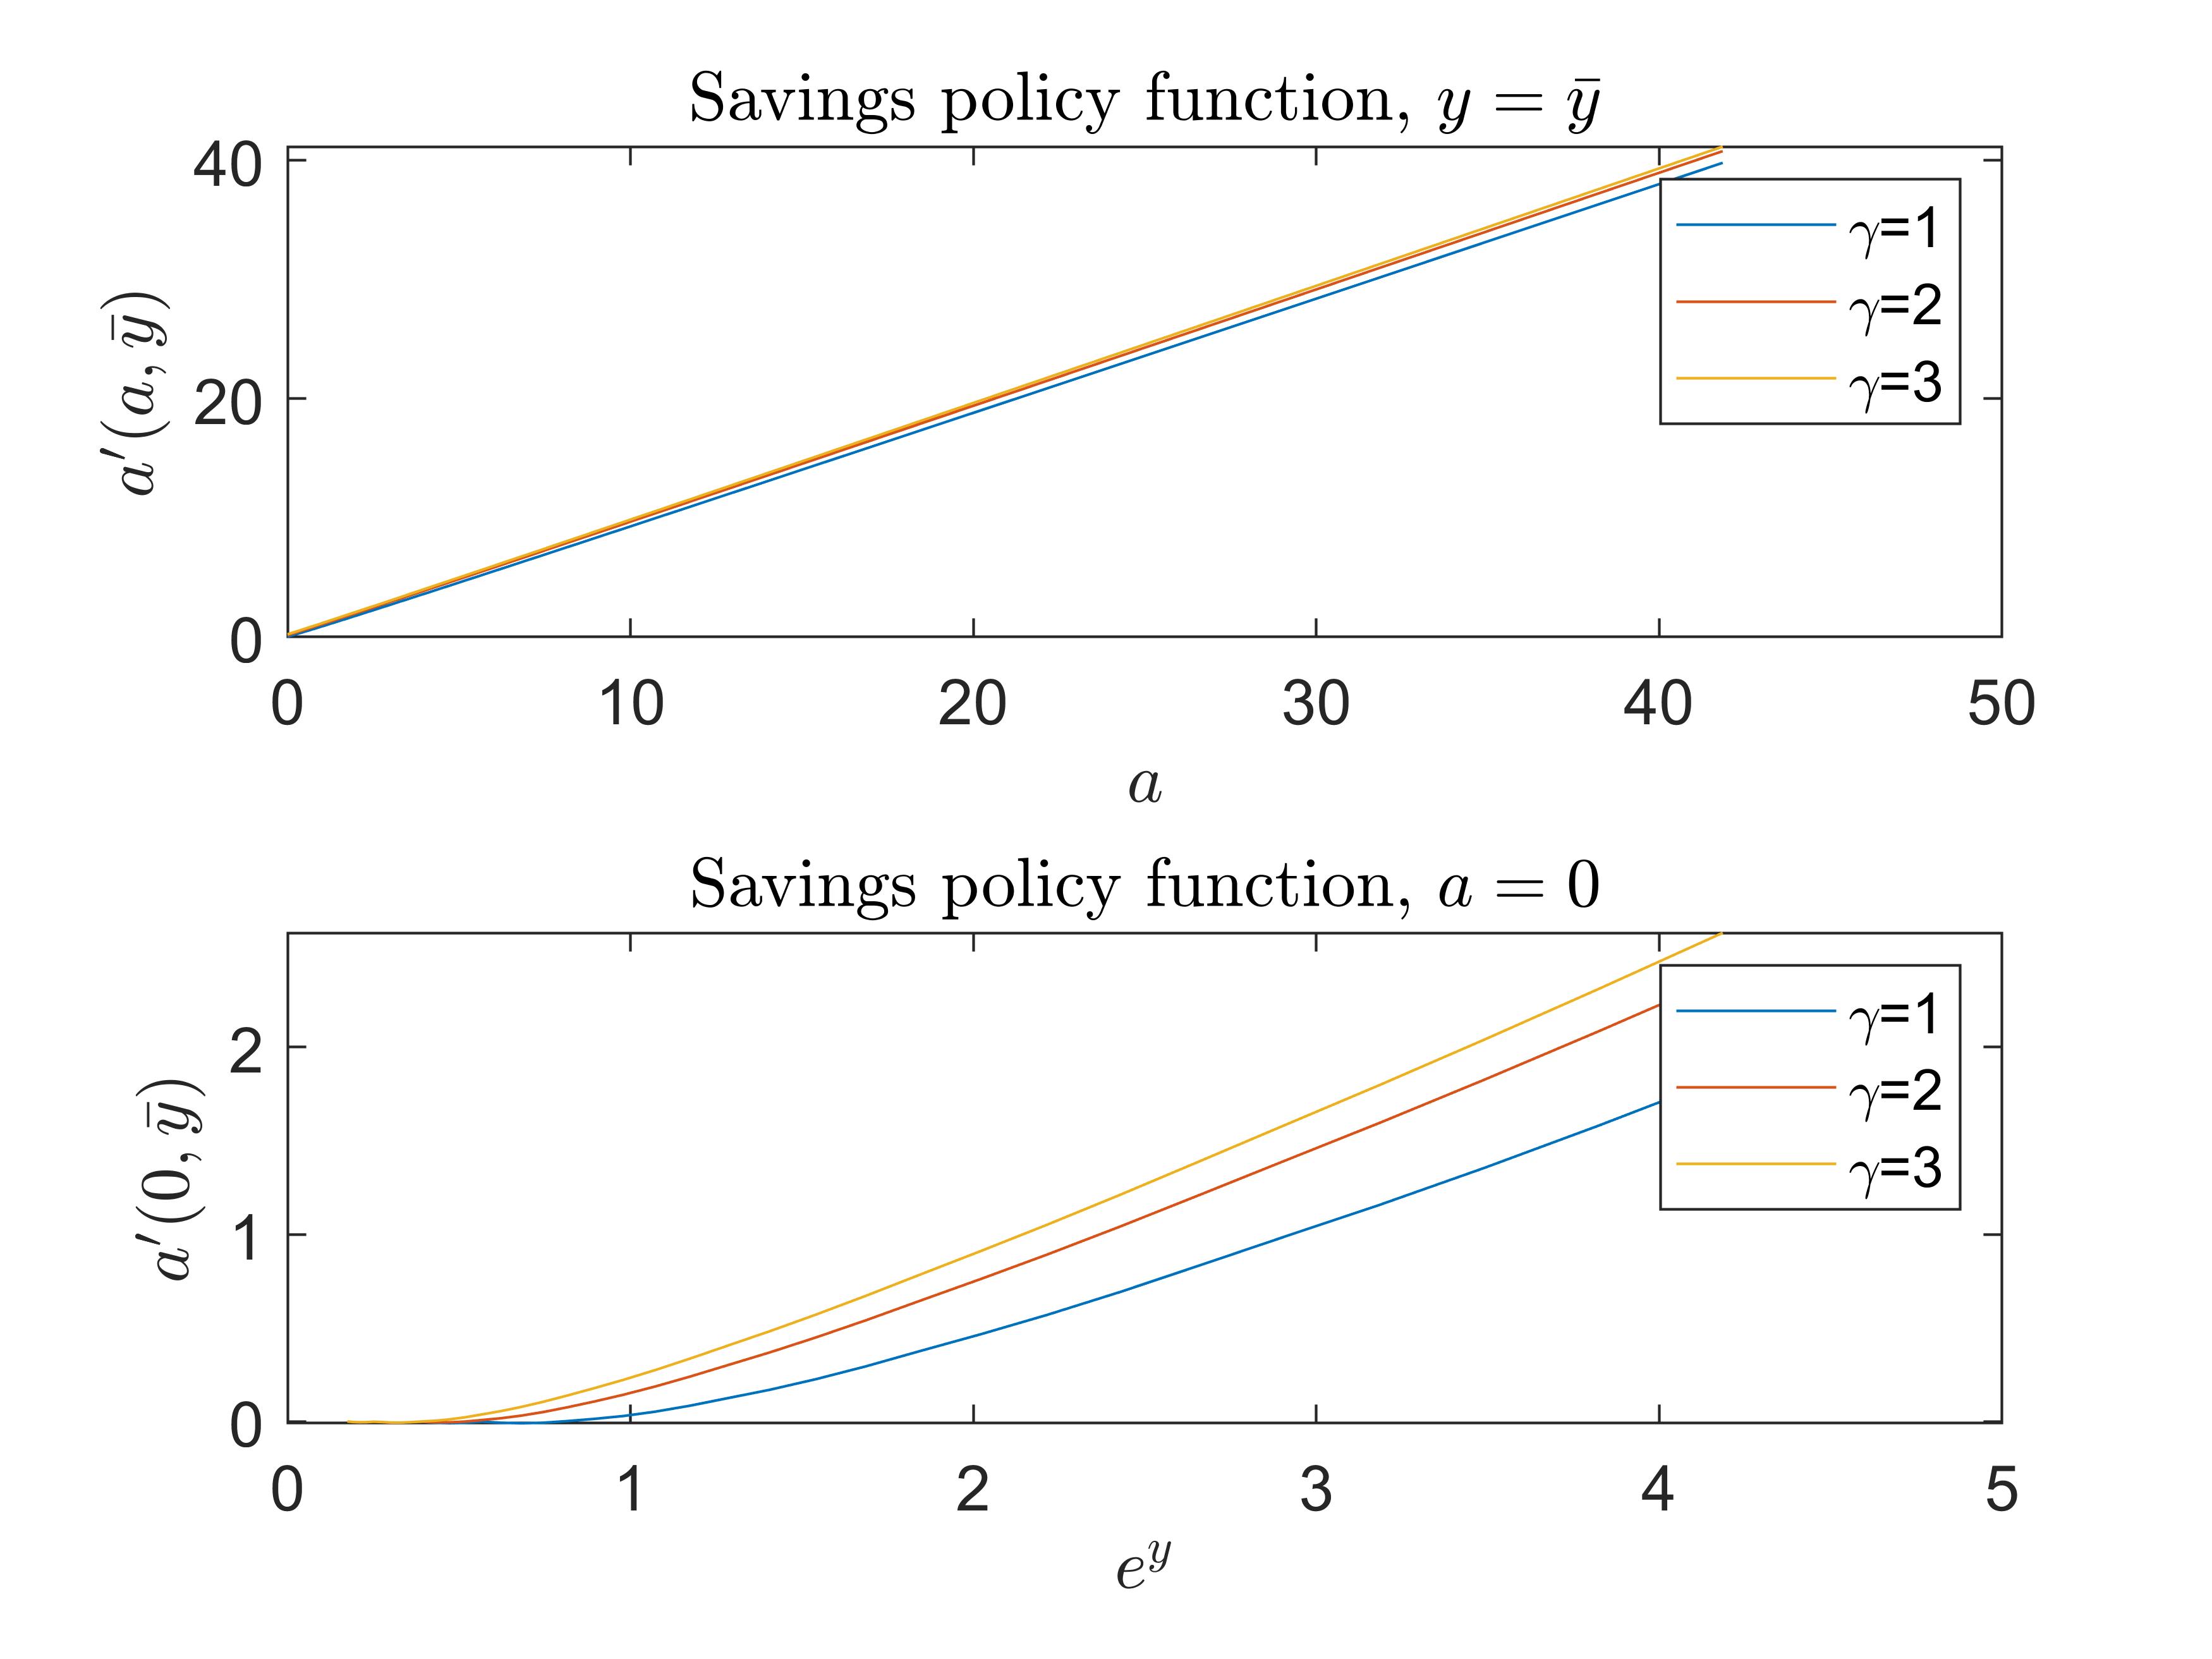 Savings policy function, y = ȳ
40
20
0
a′(a, ȳ)
γ=1
γ=2
γ=3
0 10 20 30 40 50
a
Savings policy function, a = 0
2
1
0
a′(0, ȳ)
γ=1
γ=2
γ=3
0 1 2 3 4 5
e^y